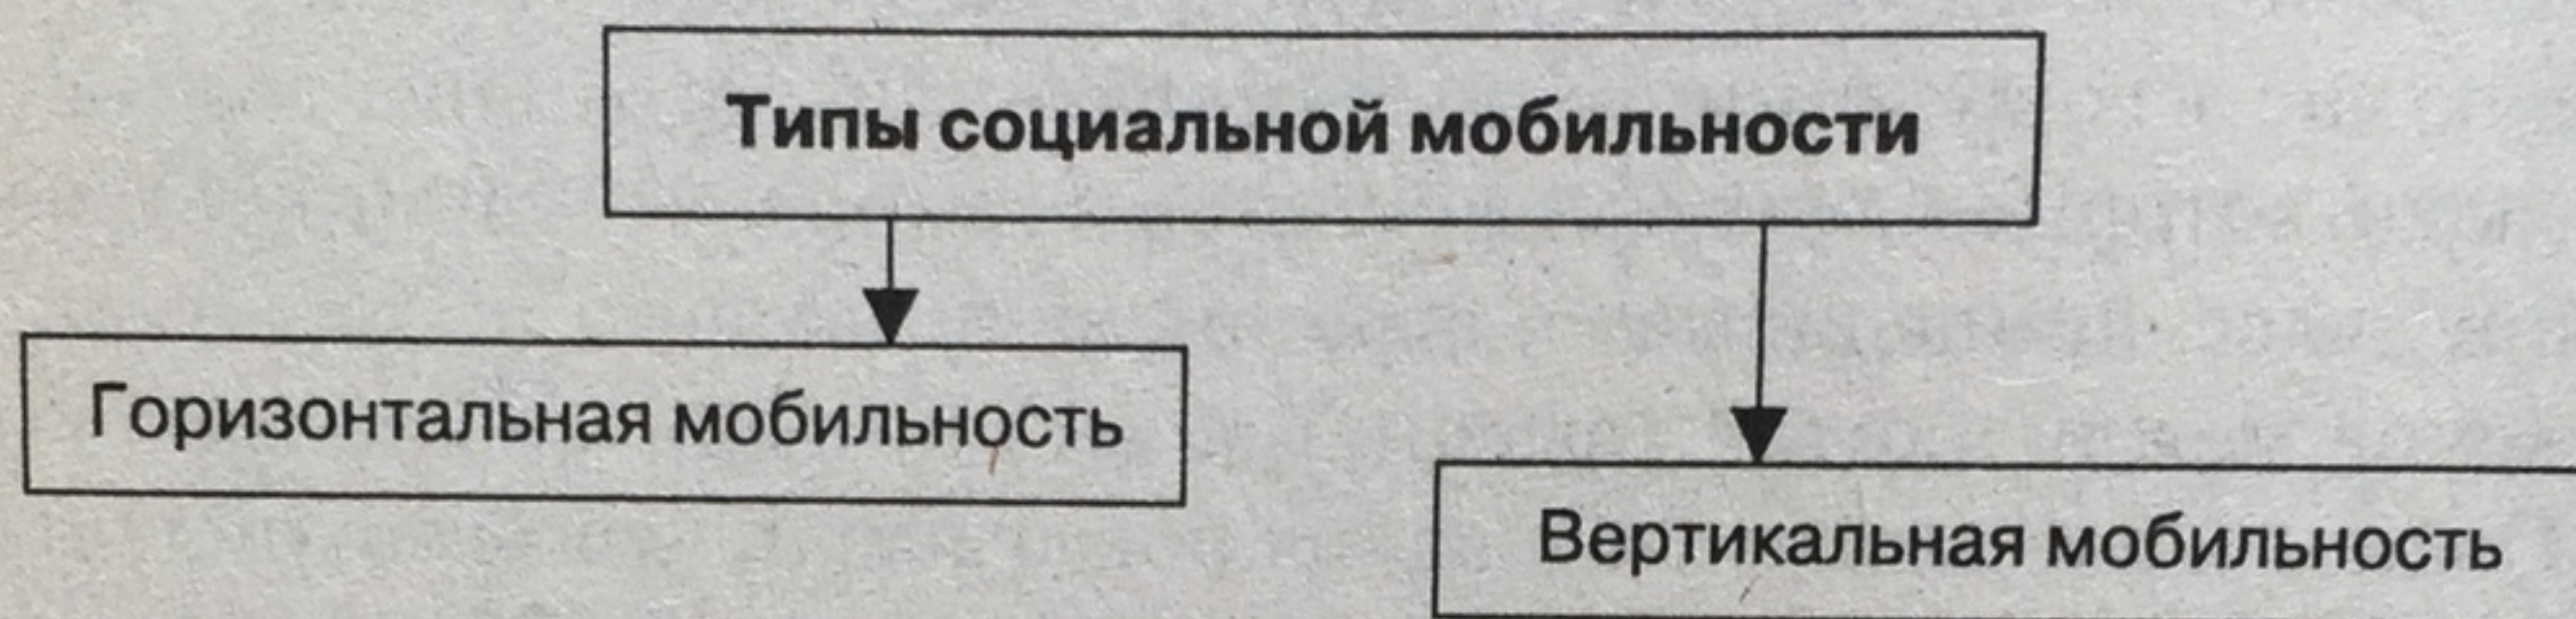 Типы социальной мобильности
Горизонтальная мобильность
Вертикальная мобильность